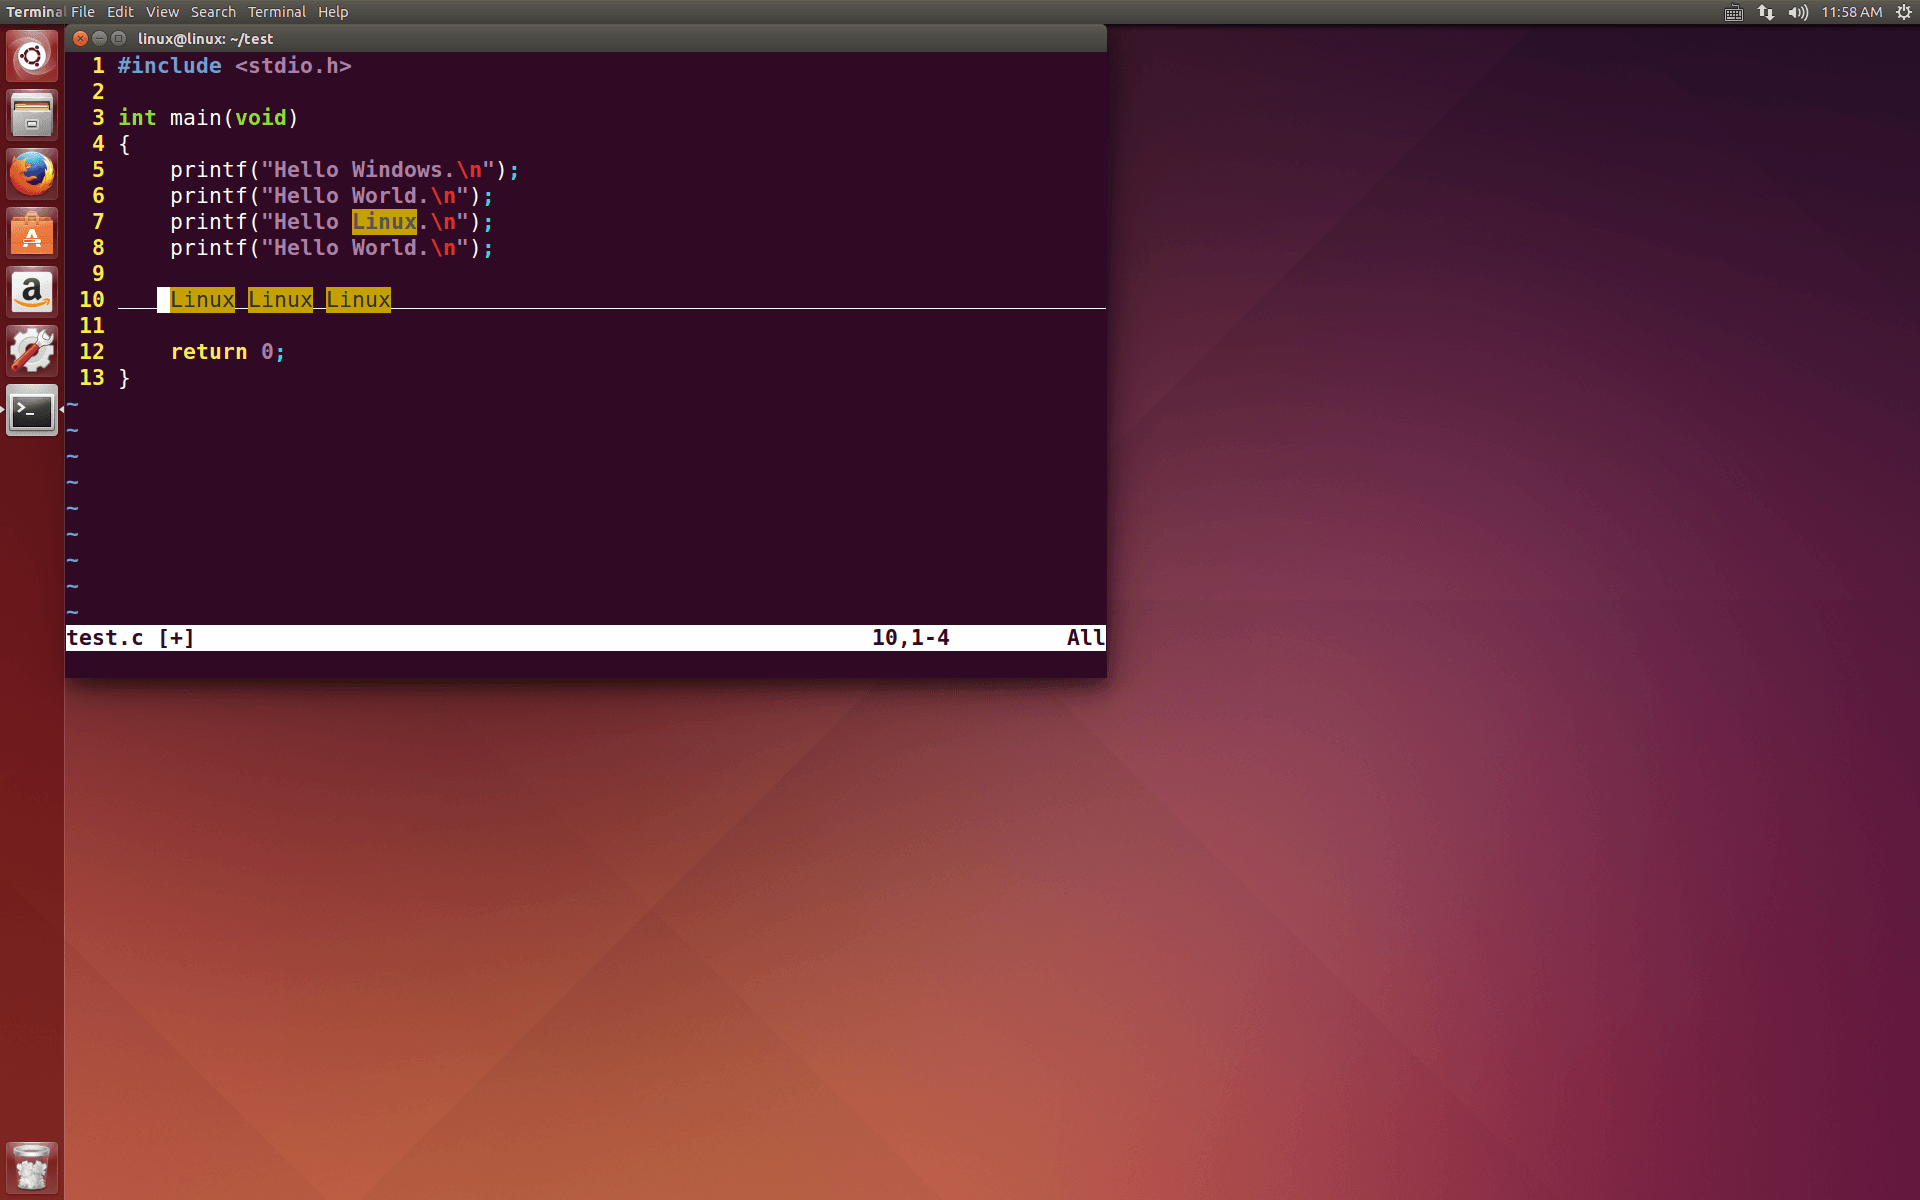 Terminal File Edit View Search Terminal Help 11:58 AM
linux@linux: ~/test
1 #include <stdio.h>
2
3 int main(void)
4 {
5     printf("Hello Windows.\n");
6     printf("Hello World.\n");
7     printf("Hello Linux.\n");
8     printf("Hello World.\n");
9
10     Linux Linux Linux
11
12     return 0;
13 }
~
~
~
~
~
~
~
~
~
test.c [+] 10,1-4 All